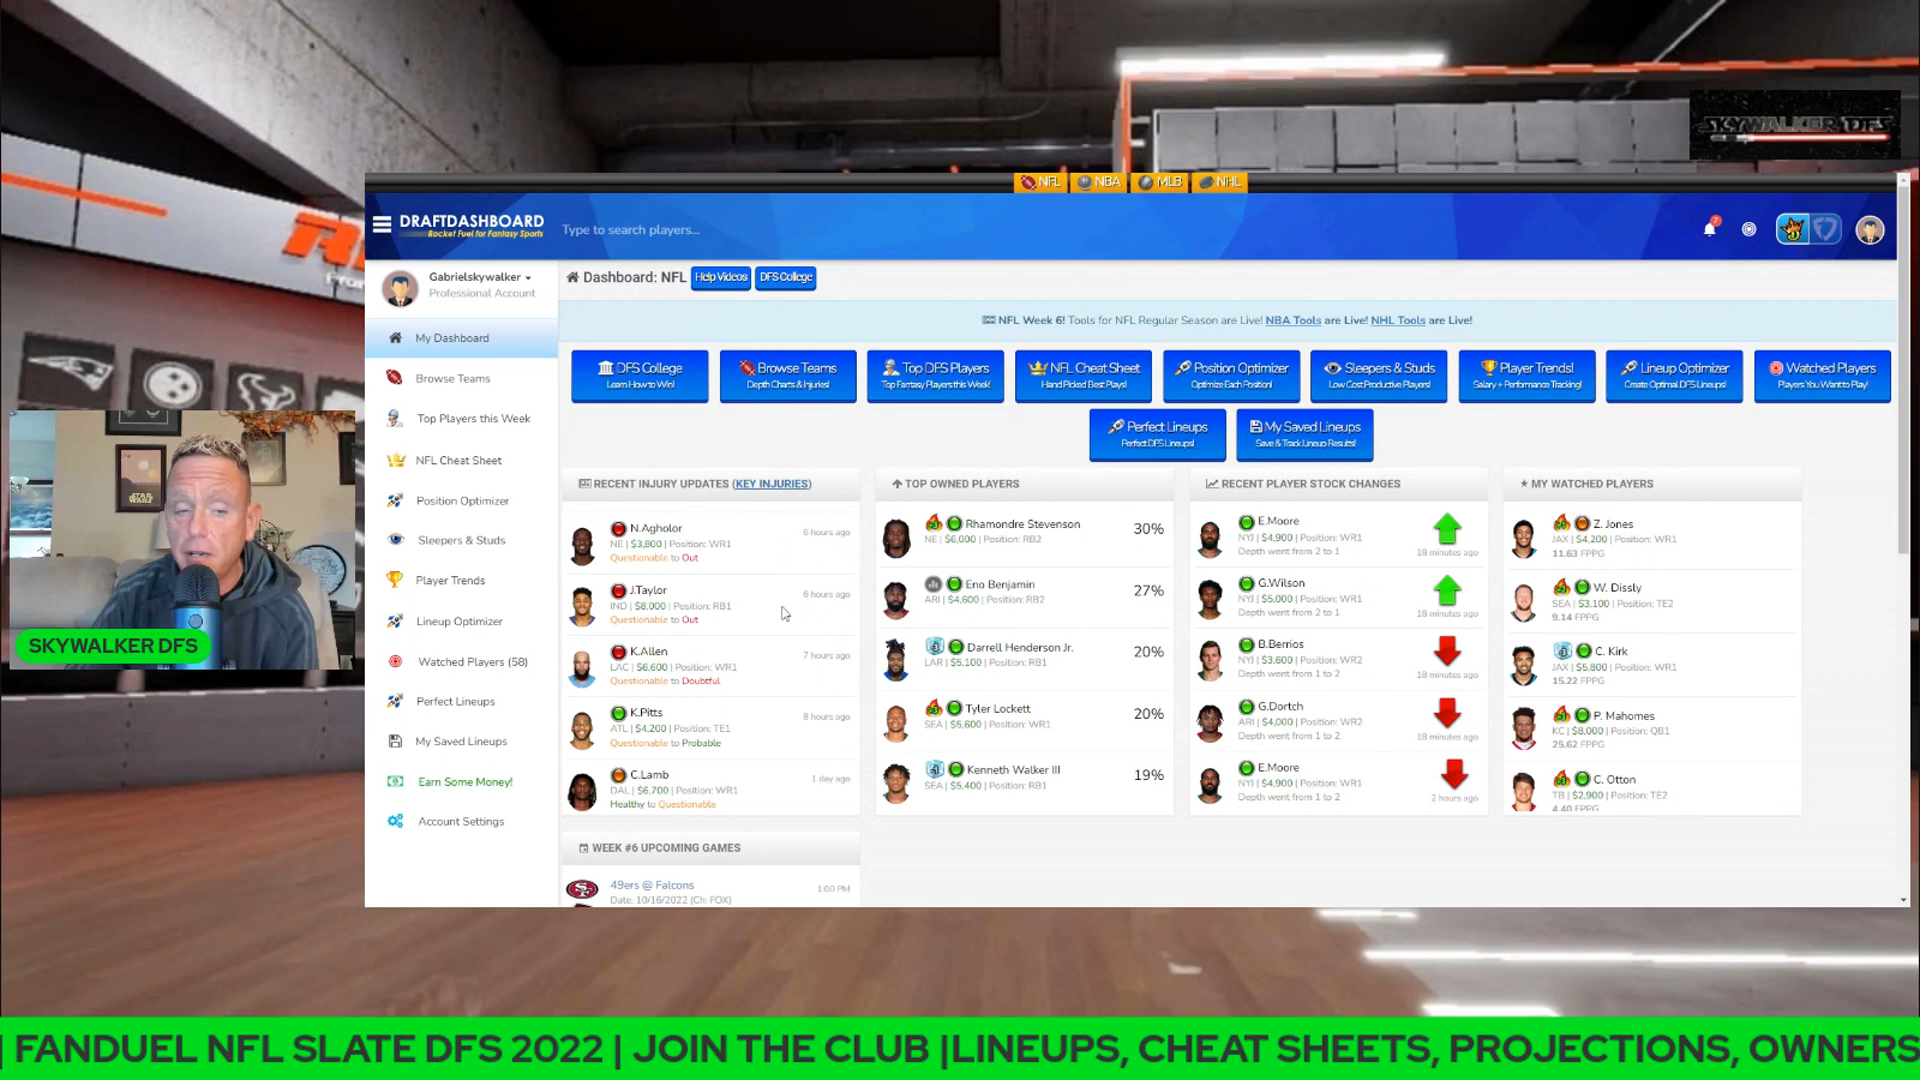 SKYWALKER DFS
NFL
NBA
MLB
NHL
DRAFTDASHBOARD
Rocket Fuel for Fantasy Sports
Type to search players...
7
Gabrielskywalker
Professional Account
My Dashboard
Browse Teams
Top Players this Week
NFL Cheat Sheet
Position Optimizer
Sleepers & Studs
Player Trends
Lineup Optimizer
Watched Players (58)
Perfect Lineups
My Saved Lineups
Earn Some Money!
Account Settings
Dashboard: NFL
Help Videos
DFS College
NFL Week 6! Tools for NFL Regular Season are Live! NBA Tools are Live! NHL Tools are Live!
DFS College
Learn How to Win!
Browse Teams
Depth Charts & Injuries!
Top DFS Players
Top Fantasy Players this Week!
NFL Cheat Sheet
Hand Picked Best Plays!
Position Optimizer
Optimize Each Position!
Sleepers & Studs
Low Cost Productive Players!
Player Trends!
Salary + Performance Tracking!
Lineup Optimizer
Create Optimal DFS Lineups!
Watched Players
Players You Want to Play!
Perfect Lineups
Perfect DFS Lineups!
My Saved Lineups
Save & Track Lineup Results!
RECENT INJURY UPDATES (KEY INJURIES)
N.Agholor
6 hours ago
NE | $3,800 | Position: WR1
Questionable to Out
J.Taylor
6 hours ago
IND | $8,000 | Position: RB1
Questionable to Out
K.Allen
7 hours ago
LAC | $6,600 | Position: WR1
Questionable to Doubtful
K.Pitts
8 hours ago
ATL | $4,200 | Position: TE1
Questionable to Probable
C.Lamb
1 day ago
DAL | $6,700 | Position: WR1
Healthy to Questionable
WEEK #6 UPCOMING GAMES
49ers @ Falcons
1:00 PM
Date: 10/16/2022 (Ch: FOX)
TOP OWNED PLAYERS
Rhamondre Stevenson
30%
NE | $6,000 | Position: RB2
Eno Benjamin
27%
ARI | $4,600 | Position: RB2
Darrell Henderson Jr.
20%
LAR | $5,100 | Position: RB1
Tyler Lockett
20%
SEA | $5,600 | Position: WR1
Kenneth Walker III
19%
SEA | $5,400 | Position: RB1
RECENT PLAYER STOCK CHANGES
E.Moore
NYJ | $4,900 | Position: WR1
Depth went from 2 to 1
18 minutes ago
G.Wilson
NYJ | $5,000 | Position: WR1
Depth went from 2 to 1
18 minutes ago
B.Berrios
NYJ | $3,600 | Position: WR2
Depth went from 1 to 2
18 minutes ago
G.Dortch
ARI | $4,000 | Position: WR2
Depth went from 1 to 2
18 minutes ago
E.Moore
NYJ | $4,900 | Position: WR1
Depth went from 1 to 2
2 hours ago
MY WATCHED PLAYERS
Z. Jones
JAX | $4,200 | Position: WR1
11.63 FPPG
W. Dissly
SEA | $3,100 | Position: TE2
9.14 FPPG
C. Kirk
JAX | $5,800 | Position: WR1
15.22 FPPG
P. Mahomes
KC | $8,000 | Position: QB1
25.62 FPPG
C. Otton
TB | $2,900 | Position: TE2
4.40 FPPG
STAR WARS
SKYWALKER DFS
| FANDUEL NFL SLATE DFS 2022 | JOIN THE CLUB |LINEUPS, CHEAT SHEETS, PROJECTIONS, OWNERS